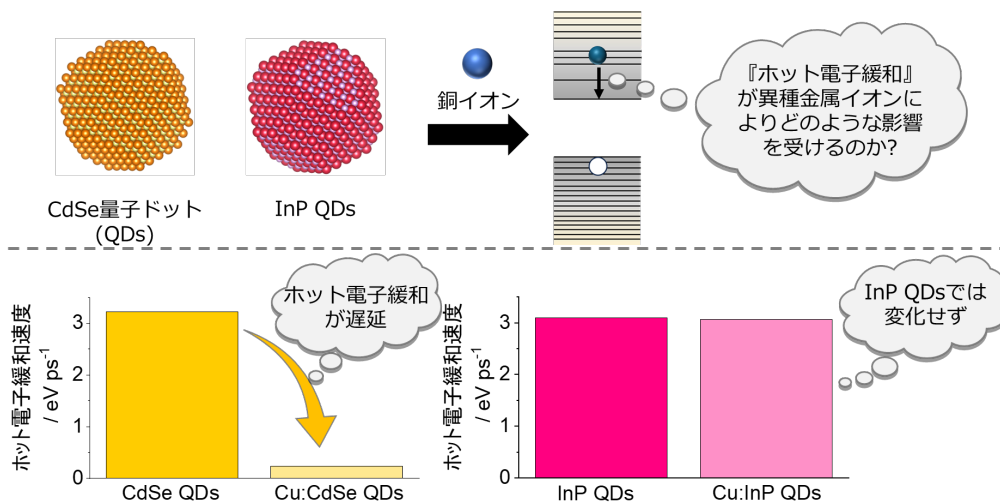 CdSe量子ドット
(QDs)
InP QDs
銅イオン
『ホット電子緩和』
が異種金属イオンに
よりどのような影響
を受けるのか?
ホット電子緩和速度
/ eV ps⁻¹
3
2
1
0
CdSe QDs
Cu:CdSe QDs
ホット電子緩和
が遅延
ホット電子緩和速度
/ eV ps⁻¹
3
2
1
0
InP QDs
Cu:InP QDs
InP QDsでは
変化せず